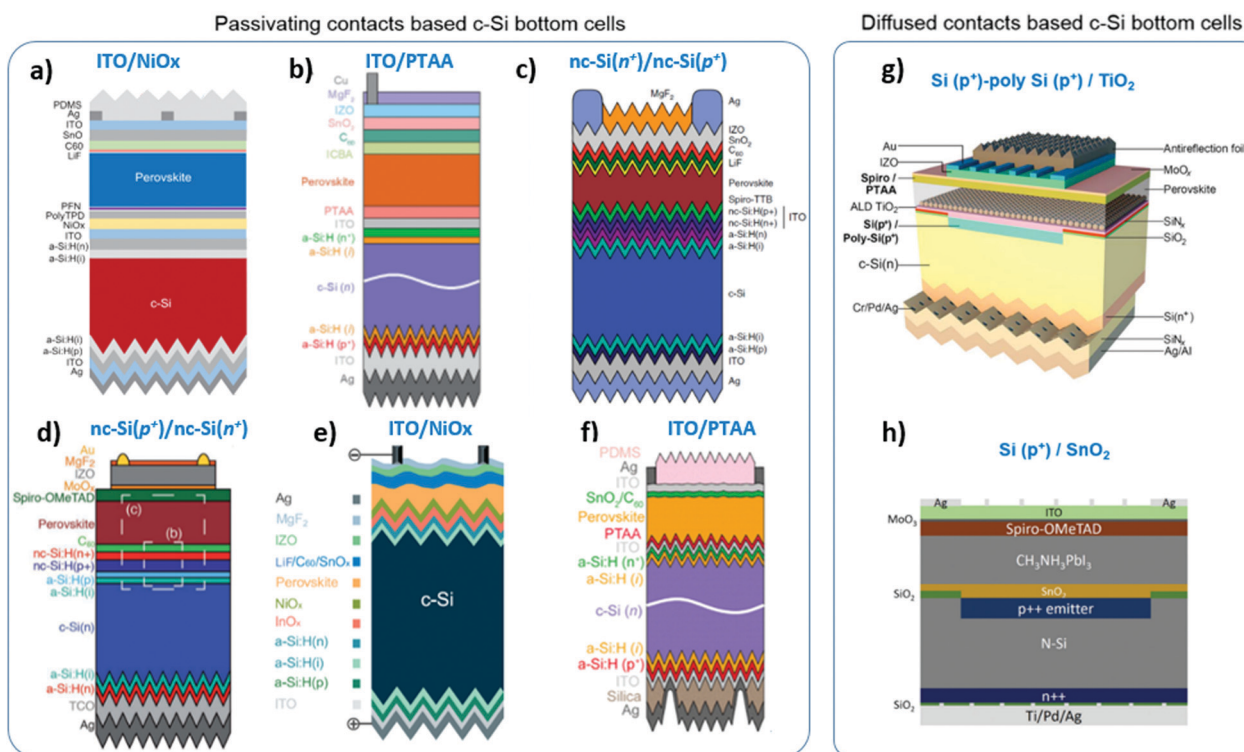 Passivating contacts based c-Si bottom cells
Diffused contacts based c-Si bottom cells
a)
ITO/NiOx
PDMS
Ag
ITO
SnO
C60
LiF
Perovskite
PFN
PolyTPD
NiOx
ITO
a-Si:H(n)
a-Si:H(i)
c-Si
a-Si:H(i)
a-Si:H(p)
ITO
Ag
b)
ITO/PTAA
Cu
MgF₂
IZO
SnO₂
C₆₀
ICBA
Perovskite
PTAA
ITO
a-Si:H (n⁺)
a-Si:H (i)
c-Si (n)
a-Si:H (i)
a-Si:H (p⁺)
ITO
Ag
c)
nc-Si(n⁺)/nc-Si(p⁺)
MgF₂
Ag
IZO
SnO₂
C₆₀
LiF
Perovskite
Spiro-TTB
nc-Si:H(p+)
nc-Si:H(n+)
ITO
a-Si:H(n)
a-Si:H(i)
c-Si
a-Si:H(i)
a-Si:H(p)
ITO
Ag
d)
nc-Si(p⁺)/nc-Si(n⁺)
Au
MgF₂
IZO
MoOₓ
Spiro-OMeTAD
(c)
Perovskite
(b)
C₆₀
nc-Si:H(n+)
nc-Si:H(p+)
a-Si:H(p)
a-Si:H(i)
c-Si(n)
a-Si:H(i)
a-Si:H(n)
TCO
Ag
e)
ITO/NiOx
Ag
MgF₂
IZO
LiF/C₆₀/SnOₓ
Perovskite
NiOₓ
InOₓ
a-Si:H(n)
a-Si:H(i)
a-Si:H(p)
ITO
c-Si
f)
ITO/PTAA
PDMS
Ag
ITO
SnO₂/C₆₀
Perovskite
PTAA
ITO
a-Si:H (n⁺)
a-Si:H (i)
c-Si (n)
a-Si:H (i)
a-Si:H (p⁺)
ITO
Silica
Ag
g)
Si (p⁺)-poly Si (p⁺) / TiO₂
Au
IZO
Spiro /
PTAA
ALD TiO₂
Si(p⁺) /
Poly-Si(p⁺)
c-Si(n)
Cr/Pd/Ag
Antireflection foil
MoOₓ
Perovskite
SiNₓ
SiO₂
Si(n⁺)
SiNₓ
Ag/Al
h)
Si (p⁺) / SnO₂
Ag
Ag
ITO
MoO₃
Spiro-OMeTAD
CH₃NH₃PbI₃
SnO₂
SiO₂
p++ emitter
N-Si
n++
SiO₂
Ti/Pd/Ag